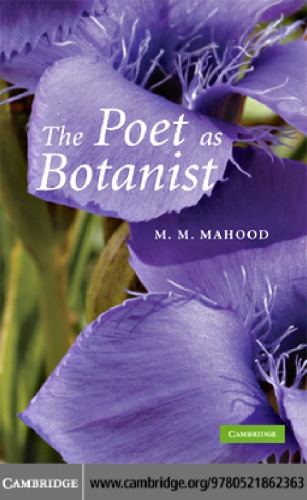 The Poet as
Botanist
M. M. MAHOOD
CAMBRIDGE
CAMBRIDGE
www.cambridge.org/9780521862363